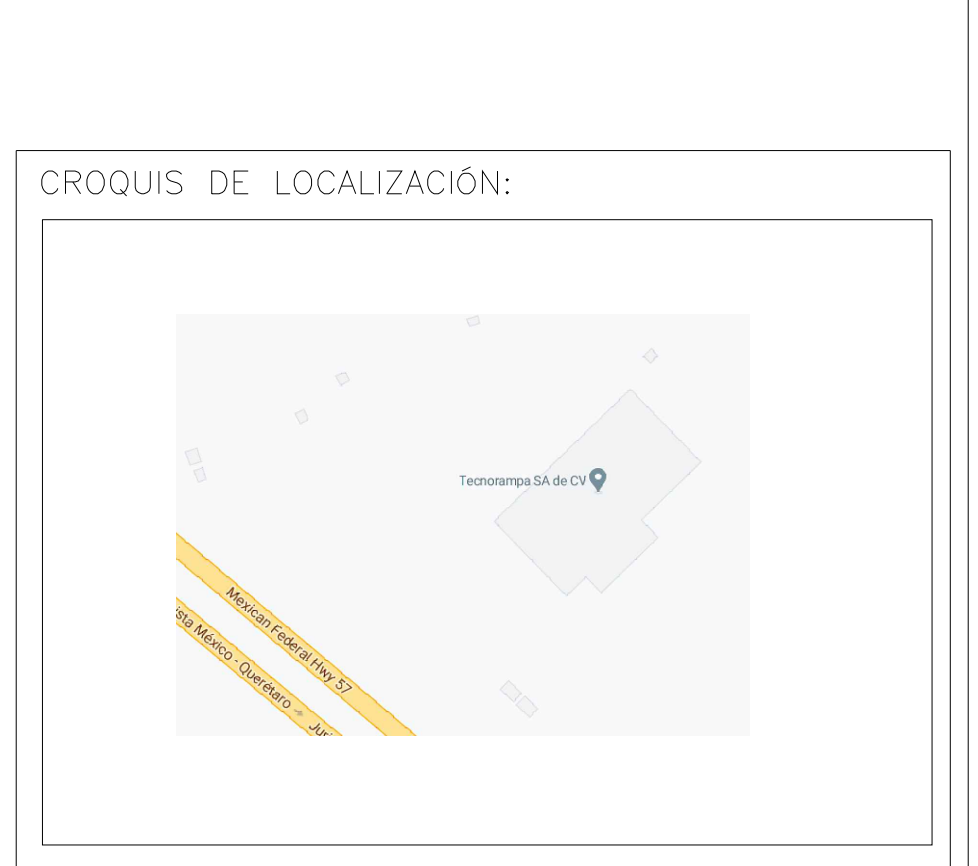 CROQUIS DE LOCALIZACIÓN:
Tecnorampa SA de CV
Mexican Federal Hwy 57
ista México - Querétaro